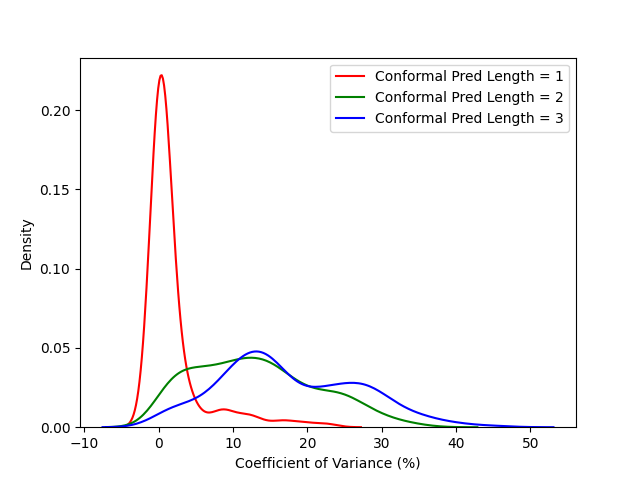 Conformal Pred Length = 1
Conformal Pred Length = 2
Conformal Pred Length = 3
0.20
0.15
0.10
0.05
0.00
Density
−10 0 10 20 30 40 50
Coefficient of Variance (%)